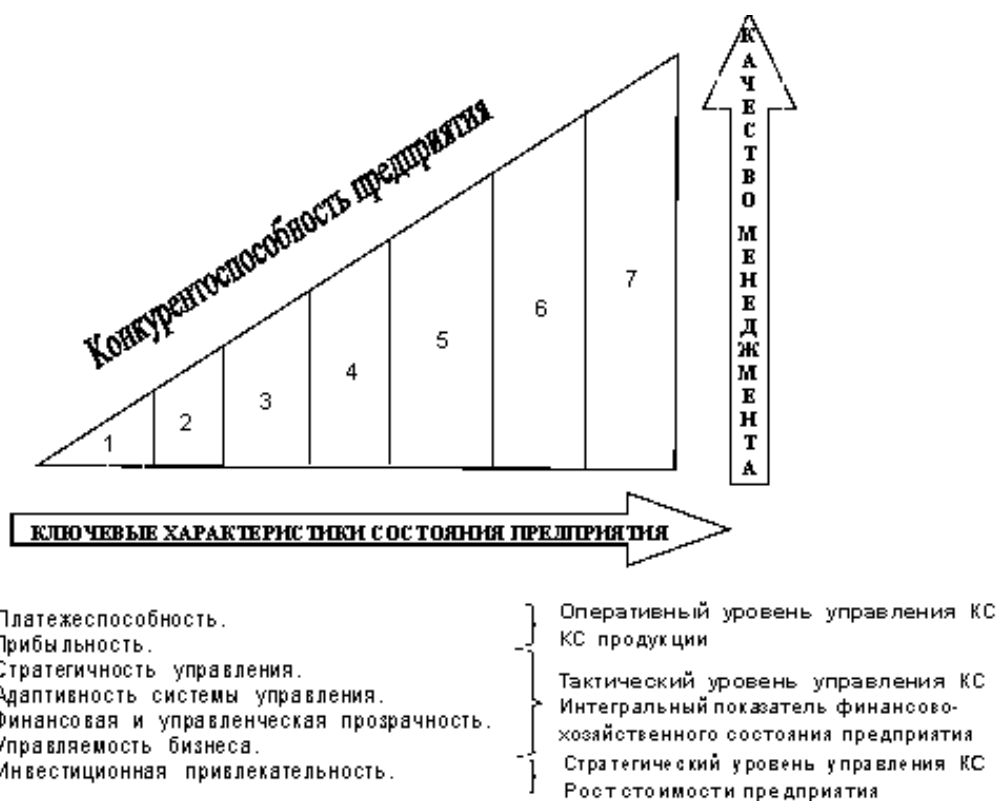 КАЧЕСТВО МЕНЕДЖМЕНТА
Конкурентоспособность предприятия
1
2
3
4
5
6
7
КЛЮЧЕВЫЕ ХАРАКТЕРИСТИКИ СОСТОЯНИЯ ПРЕДПРИЯТИЯ
Платежеспособность.
Прибыльность.
Стратегичность управления.
Адаптивность системы управления.
Финансовая и управленческая прозрачность.
Управляемость бизнеса.
Инвестиционная привлекательность.
Оперативный уровень управления КС
КС продукции
Тактический уровень управления КС
Интегральный показатель финансово-
хозяйственного состояния предприятия
Стратегический уровень управления КС
Рост стоимости предприятия